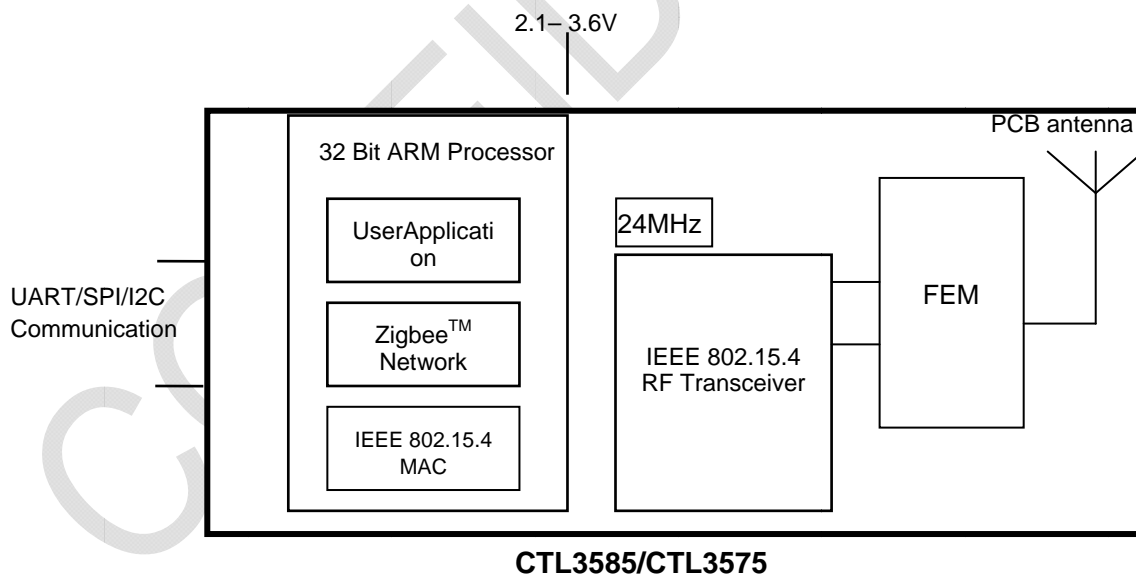 2.1– 3.6V
PCB antenna
32 Bit ARM Processor
UserApplicati
on
24MHz
FEM
UART/SPI/I2C
Communication
Zigbee™
Network
IEEE 802.15.4
RF Transceiver
IEEE 802.15.4
MAC
CTL3585/CTL3575